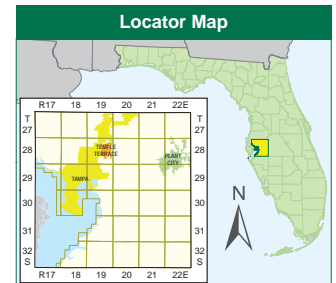 Locator Map
R17 18 19 20 21 22E
T
27
28
29
30
31
32
S
TEMPLE
TERRACE
PLANT
CITY
TAMPA
R17 18 19 20 21 22E
T
27
28
29
30
31
32
S
N